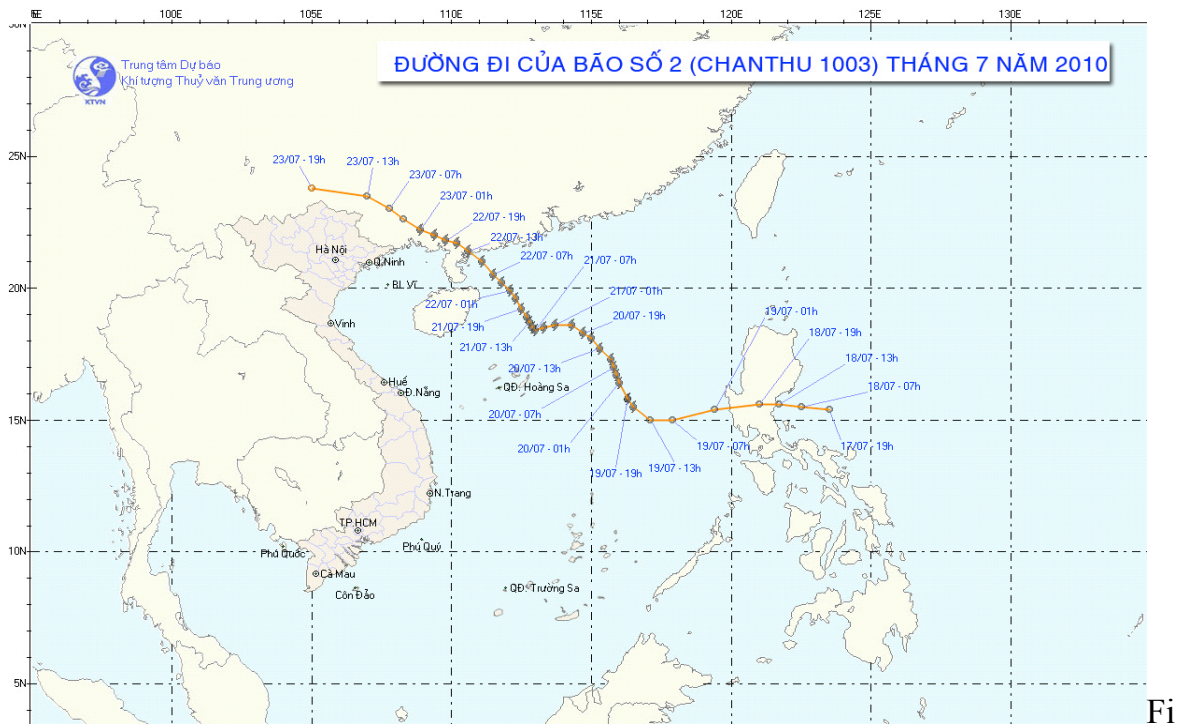 E 100E 105E 110E 115E 120E 125E 130E
30N
Trung tâm Dự báo
Khí tượng Thuỷ văn Trung ương
KTVN
ĐƯỜNG ĐI CỦA BÃO SỐ 2 (CHANTHU 1003) THÁNG 7 NĂM 2010
25N
23/07 - 19h
23/07 - 13h
23/07 - 07h
23/07 - 01h
22/07 - 19h
22/07 - 13h
22/07 - 07h
21/07 - 07h
Hà Nội
Q.Ninh
BL Vĩ
20N
22/07 - 01h
21/07 - 01h
21/07 - 19h
20/07 - 19h
19/07 - 01h
18/07 - 19h
Vinh
21/07 - 13h
20/07 - 13h
18/07 - 13h
Huế
Đ.Nẵng
QĐ. Hoàng Sa
18/07 - 07h
15N
20/07 - 07h
20/07 - 01h
19/07 - 19h
19/07 - 13h
19/07 - 07h
17/07 - 19h
N.Trang
TP.HCM
10N
Phú Quốc
Phú Quý
Cà Mau
Côn Đảo
QĐ. Trường Sa
5N
Fi